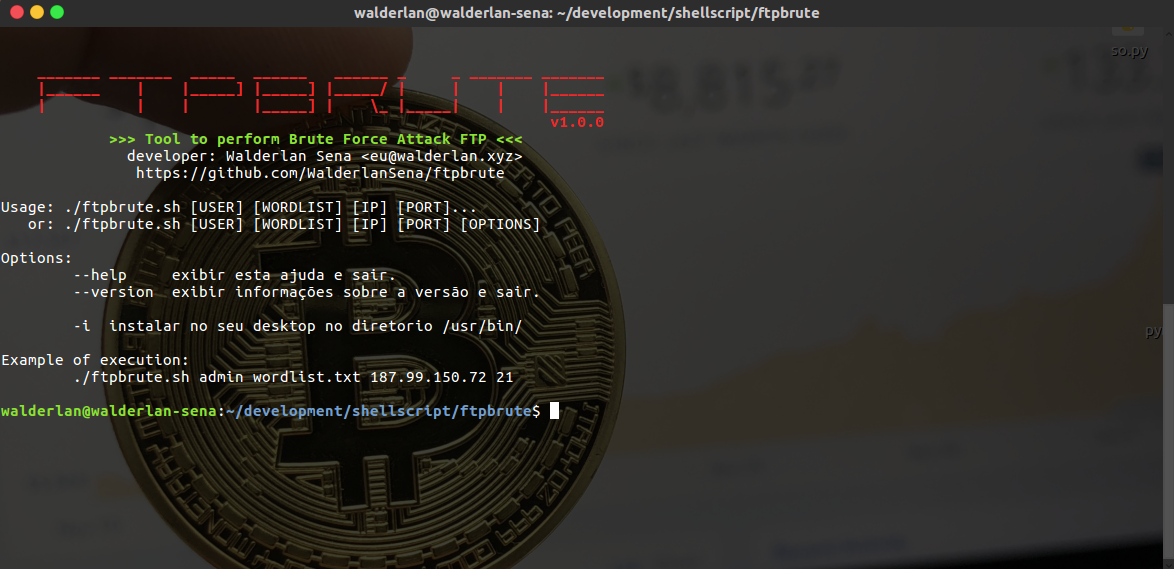 walderlan@walderlan-sena: ~/development/shellscript/ftpbrute
so.py
18,815
FTPBRUTE
v1.0.0
>>> Tool to perform Brute Force Attack FTP <<<
developer: Walderlan Sena <eu@walderlan.xyz>
https://github.com/WalderlanSena/ftpbrute
Usage: ./ftpbrute.sh [USER] [WORDLIST] [IP] [PORT]...
or: ./ftpbrute.sh [USER] [WORDLIST] [IP] [PORT] [OPTIONS]
Options:
--help exibir esta ajuda e sair.
--version exibir informações sobre a versão e sair.
-i instalar no seu desktop no diretorio /usr/bin/
py
Example of execution:
./ftpbrute.sh admin wordlist.txt 187.99.150.72 21
walderlan@walderlan-sena:~/development/shellscript/ftpbrute$